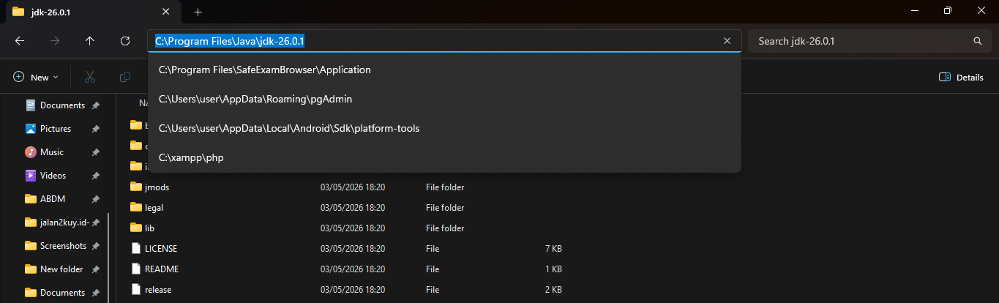 jdk-26.0.1
C:\Program Files\Java\jdk-26.0.1
Search jdk-26.0.1
New
Details
C:\Program Files\SafeExamBrowser\Application
C:\Users\user\AppData\Roaming\pgAdmin
C:\Users\user\AppData\Local\Android\Sdk\platform-tools
C:\xampp\php
Documents
Pictures
Music
Videos
ABDM
jalan2kuy.id-
Screenshots
New folder
Documents
jmods 03/05/2026 18:20 File folder
legal 03/05/2026 18:20 File folder
lib 03/05/2026 18:20 File folder
LICENSE 03/05/2026 18:20 File 7 KB
README 03/05/2026 18:20 File 1 KB
release 03/05/2026 18:20 File 2 KB